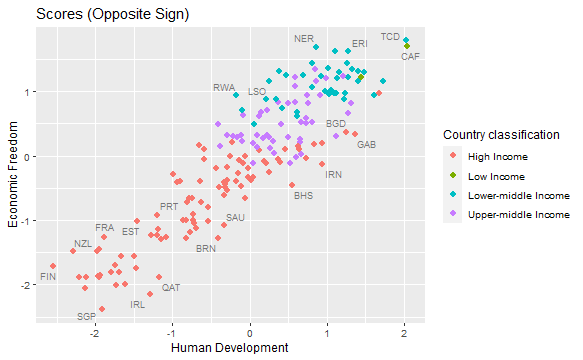 Scores (Opposite Sign)
TCD
NER
ERI
CAF
RWA
LSO
1
BGD
GAB
0
IRN
BHS
PRT
SAU
-1
EST
FRA
NZL
BRN
FIN
QAT
-2
IRL
SGP
-2
-1
0
1
2
Economic Freedom
Human Development
Country classification
High Income
Low Income
Lower-middle Income
Upper-middle Income